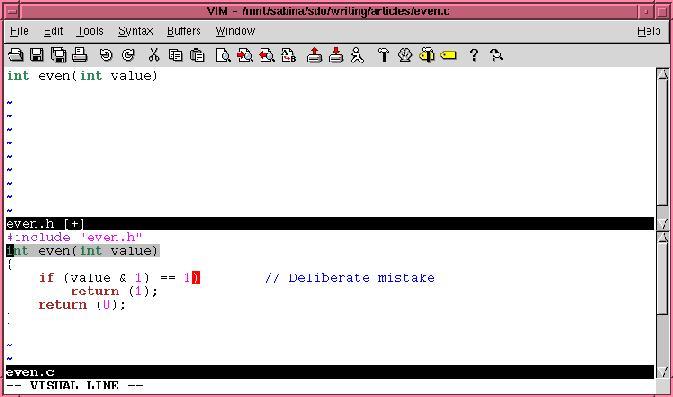 VIM - /mnt/sabina/sdo/writing/articles/even.c
File Edit Tools Syntax Buffers Window Help
int even(int value)
~
~
~
~
~
~
~
~
~
even.h [+]
#include "even.h"
int even(int value)
{
    if (value & 1) == 1)        // Deliberate mistake
        return (1);
    return (0);
}
~
~
even.c
-- VISUAL LINE --